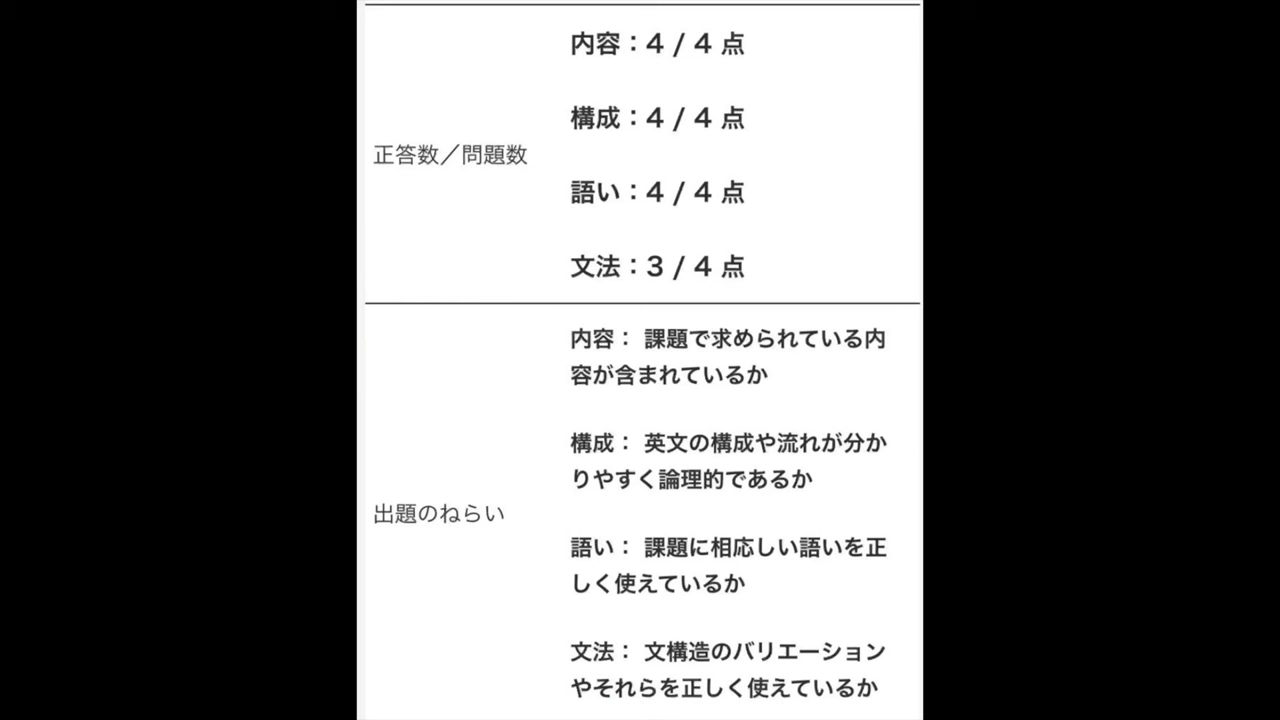 正答数／問題数
内容：4 / 4 点
構成：4 / 4 点
語い：4 / 4 点
文法：3 / 4 点
出題のねらい
内容： 課題で求められている内
容が含まれているか
構成： 英文の構成や流れが分か
りやすく論理的であるか
語い： 課題に相応しい語いを正
しく使えているか
文法： 文構造のバリエーション
やそれらを正しく使えているか